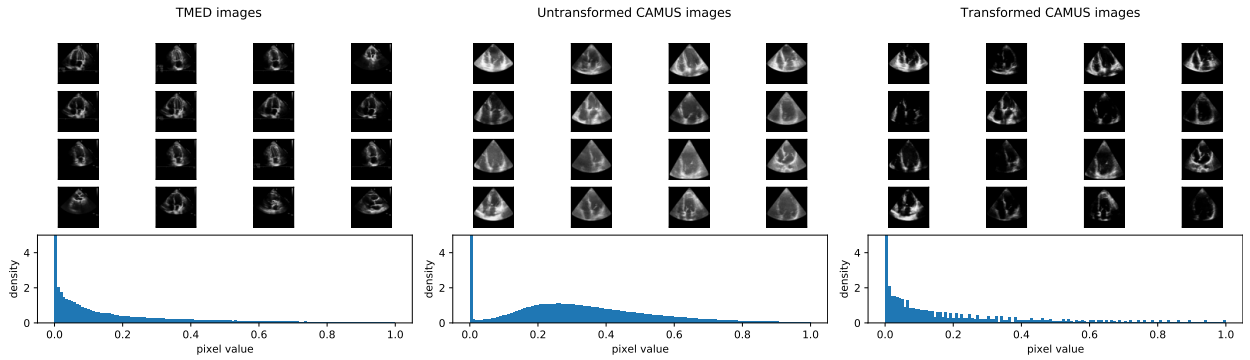 TMED images
Untransformed CAMUS images
Transformed CAMUS images
density
4
2
0
0.0 0.2 0.4 0.6 0.8 1.0
pixel value
density
4
2
0
0.0 0.2 0.4 0.6 0.8 1.0
pixel value
density
4
2
0
0.0 0.2 0.4 0.6 0.8 1.0
pixel value